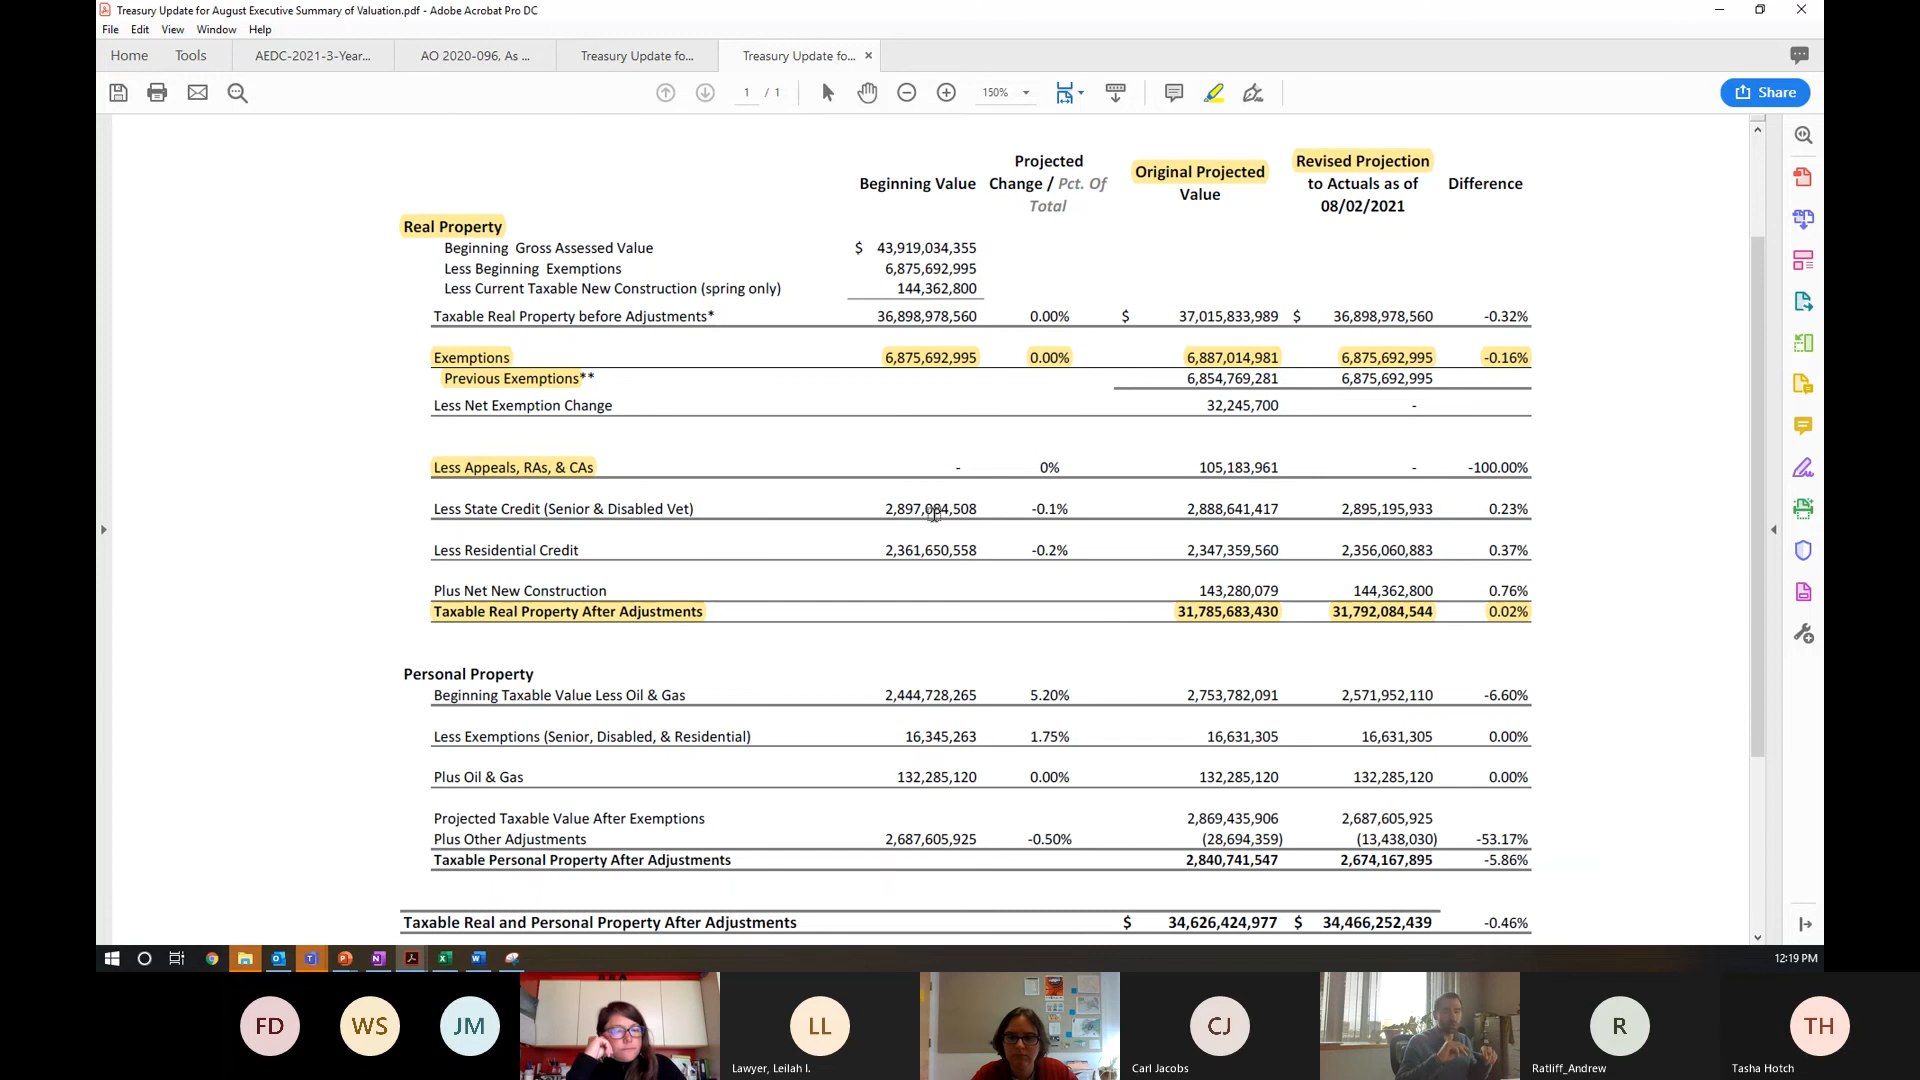 Treasury Update for August Executive Summary of Valuation.pdf - Adobe Acrobat Pro DC
File Edit View Window Help
Home Tools AEDC-2021-3-Year... AO 2020-096, As ... Treasury Update fo... Treasury Update fo... ×
1 / 1 150% Share
Beginning Value
Projected Change / Pct. Of Total
Original Projected Value
Revised Projection to Actuals as of 08/02/2021
Difference
Real Property
Beginning Gross Assessed Value $ 43,919,034,355
Less Beginning Exemptions 6,875,692,995
Less Current Taxable New Construction (spring only) 144,362,800
Taxable Real Property before Adjustments* 36,898,978,560 0.00% $ 37,015,833,989 $ 36,898,978,560 -0.32%
Exemptions 6,875,692,995 0.00% 6,887,014,981 6,875,692,995 -0.16%
Previous Exemptions** 6,854,769,281 6,875,692,995
Less Net Exemption Change 32,245,700 -
Less Appeals, RAs, & CAs - 0% 105,183,961 - -100.00%
Less State Credit (Senior & Disabled Vet) 2,897,084,508 -0.1% 2,888,641,417 2,895,195,933 0.23%
Less Residential Credit 2,361,650,558 -0.2% 2,347,359,560 2,356,060,883 0.37%
Plus Net New Construction 143,280,079 144,362,800 0.76%
Taxable Real Property After Adjustments 31,785,683,430 31,792,084,544 0.02%
Personal Property
Beginning Taxable Value Less Oil & Gas 2,444,728,265 5.20% 2,753,782,091 2,571,952,110 -6.60%
Less Exemptions (Senior, Disabled, & Residential) 16,345,263 1.75% 16,631,305 16,631,305 0.00%
Plus Oil & Gas 132,285,120 0.00% 132,285,120 132,285,120 0.00%
Projected Taxable Value After Exemptions 2,869,435,906 2,687,605,925
Plus Other Adjustments 2,687,605,925 -0.50% (28,694,359) (13,438,030) -53.17%
Taxable Personal Property After Adjustments 2,840,741,547 2,674,167,895 -5.86%
Taxable Real and Personal Property After Adjustments $ 34,626,424,977 $ 34,466,252,439 -0.46%
12:19 PM
FD WS JM LL CJ R TH
Lawyer, Leilah I. Carl Jacobs Ratliff_Andrew Tasha Hotch